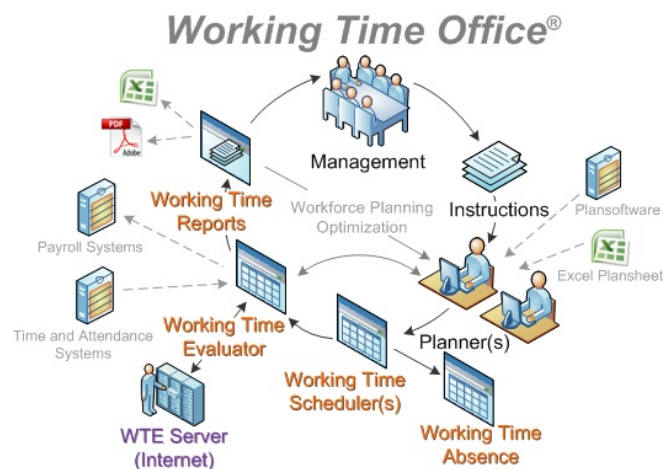 Working Time Office®
PDF
Adobe
Management
Working Time
Reports
Workforce Planning
Optimization
Instructions
Plansoftware
Payroll Systems
Excel Plansheet
Time and Attendance
Systems
Working Time
Evaluator
Planner(s)
Working Time
Scheduler(s)
WTE Server
(Internet)
Working Time
Absence